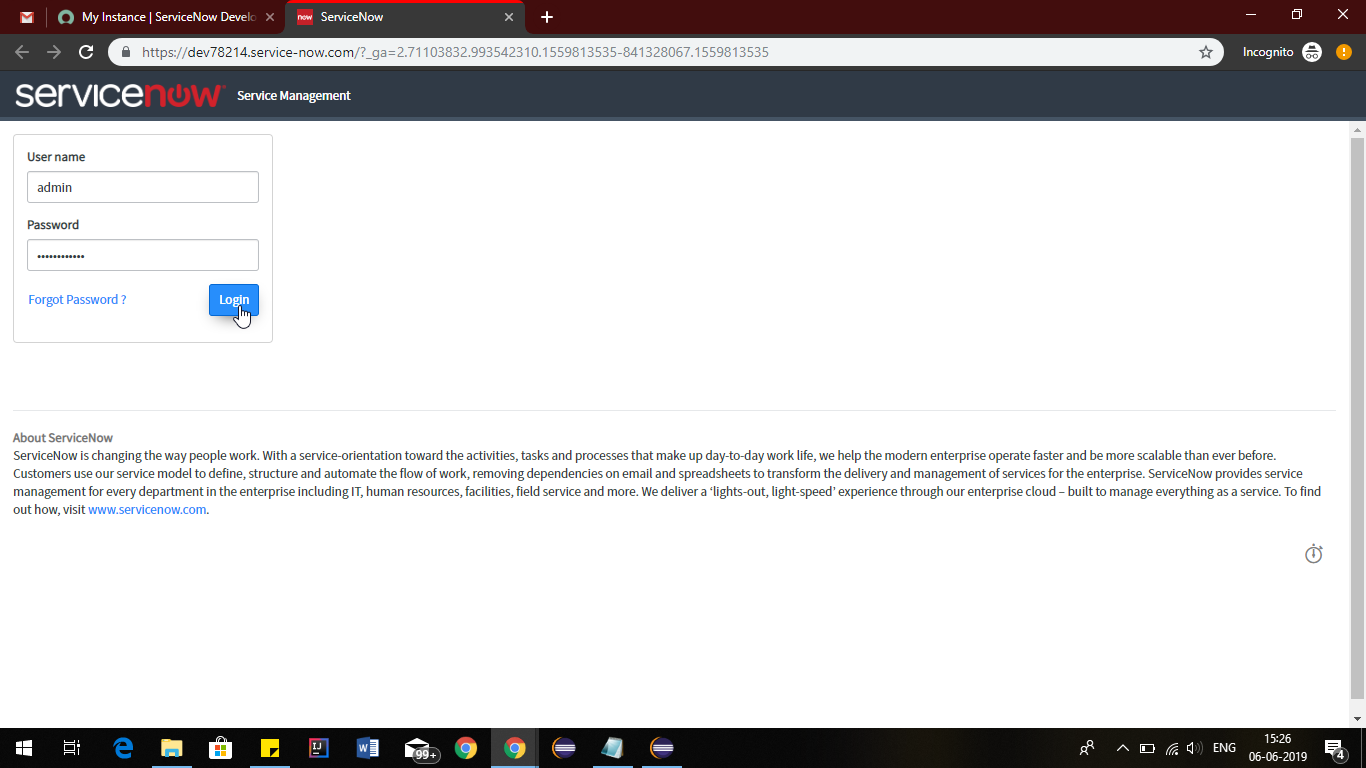 My Instance | ServiceNow Develo
now ServiceNow
https://dev78214.service-now.com/?_ga=2.71103832.993542310.1559813535-841328067.1559813535
Incognito
servicenow Service Management
User name
admin
Password
••••••••••••
Forgot Password ?
Login
About ServiceNow
ServiceNow is changing the way people work. With a service-orientation toward the activities, tasks and processes that make up day-to-day work life, we help the modern enterprise operate faster and be more scalable than ever before.
Customers use our service model to define, structure and automate the flow of work, removing dependencies on email and spreadsheets to transform the delivery and management of services for the enterprise. ServiceNow provides service
management for every department in the enterprise including IT, human resources, facilities, field service and more. We deliver a ‘lights-out, light-speed’ experience through our enterprise cloud – built to manage everything as a service. To find
out how, visit www.servicenow.com.
IJ
W
99+
ENG
15:26
06-06-2019
4